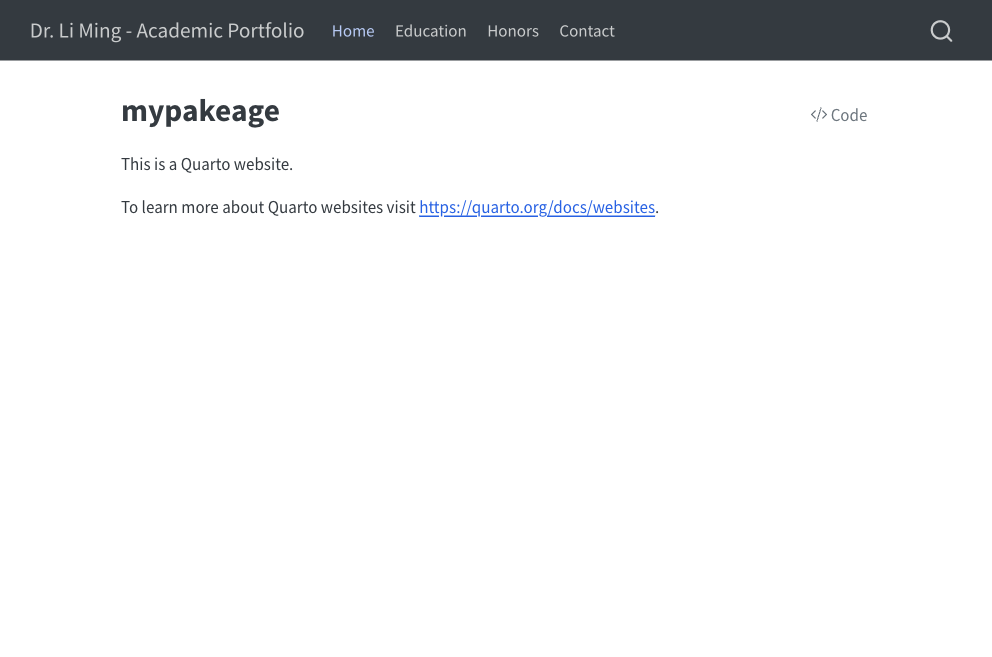 Dr. Li Ming - Academic Portfolio Home Education Honors Contact
mypakeage
</> Code
This is a Quarto website.
To learn more about Quarto websites visit https://quarto.org/docs/websites.